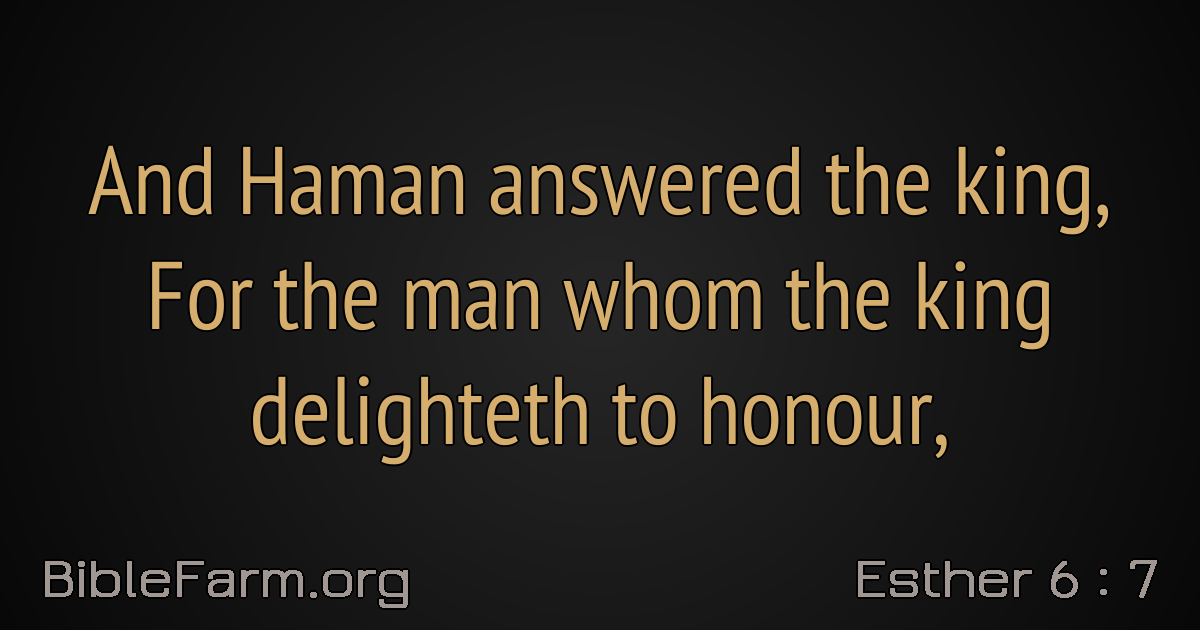 And Haman answered the king,
For the man whom the king
delighteth to honour,
BibleFarm.org
Esther 6 : 7